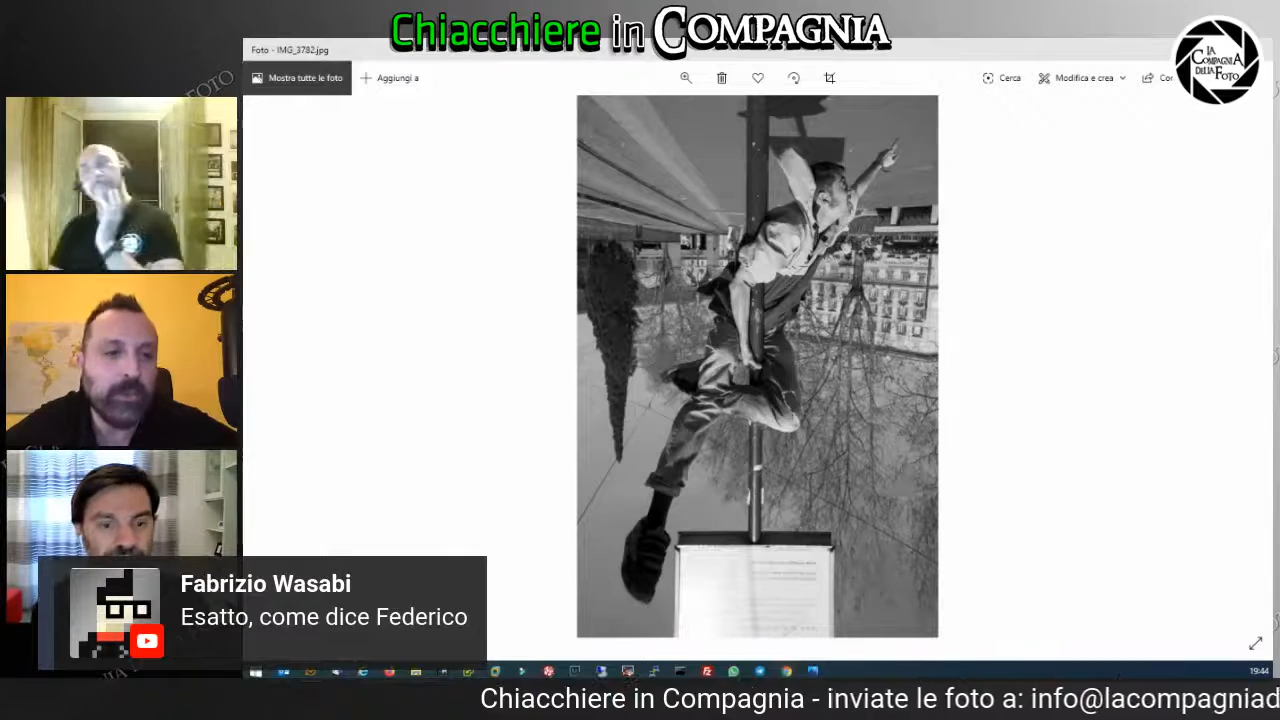 Chiacchiere in COMPAGNIA
Foto - IMG_3782.jpg
LA
COMPAGNIA
DELLA
FOTO
Mostra tutte le foto
Aggiungi a
Cerca
Modifica e crea
FOTO
Fabrizio Wasabi
Esatto, come dice Federico
19:44
Chiacchiere in Compagnia - inviate le foto a: info@lacompagniad